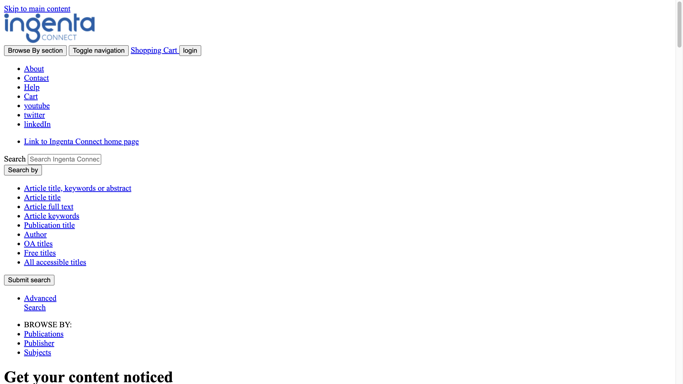 Skip to main content
ingenta
CONNECT
Browse By section Toggle navigation Shopping Cart login
About
Contact
Help
Cart
youtube
twitter
linkedIn
Link to Ingenta Connect home page
Search Search Ingenta Connec
Search by
Article title, keywords or abstract
Article title
Article full text
Article keywords
Publication title
Author
OA titles
Free titles
All accessible titles
Submit search
Advanced
Search
BROWSE BY:
Publications
Publisher
Subjects
Get your content noticed